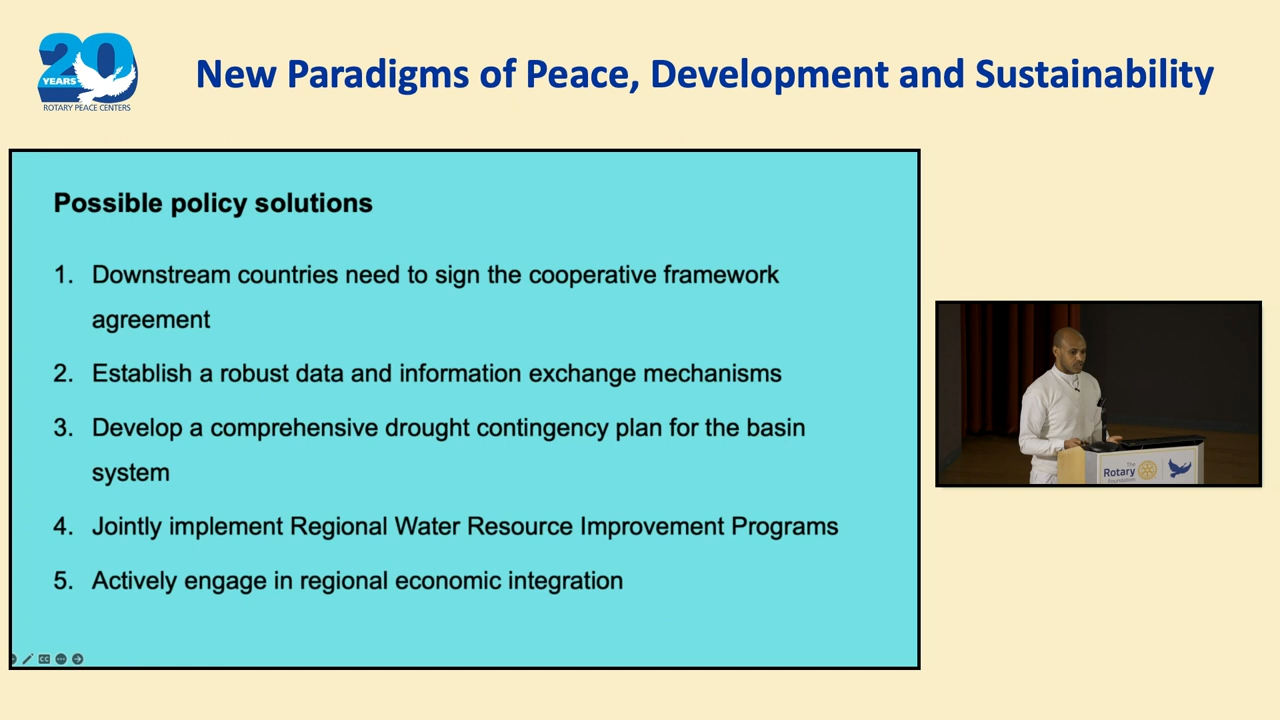 20
YEARS
ROTARY PEACE CENTERS
New Paradigms of Peace, Development and Sustainability
Possible policy solutions
1. Downstream countries need to sign the cooperative framework
agreement
2. Establish a robust data and information exchange mechanisms
3. Develop a comprehensive drought contingency plan for the basin
system
4. Jointly implement Regional Water Resource Improvement Programs
5. Actively engage in regional economic integration
CC
The
Rotary
Foundation